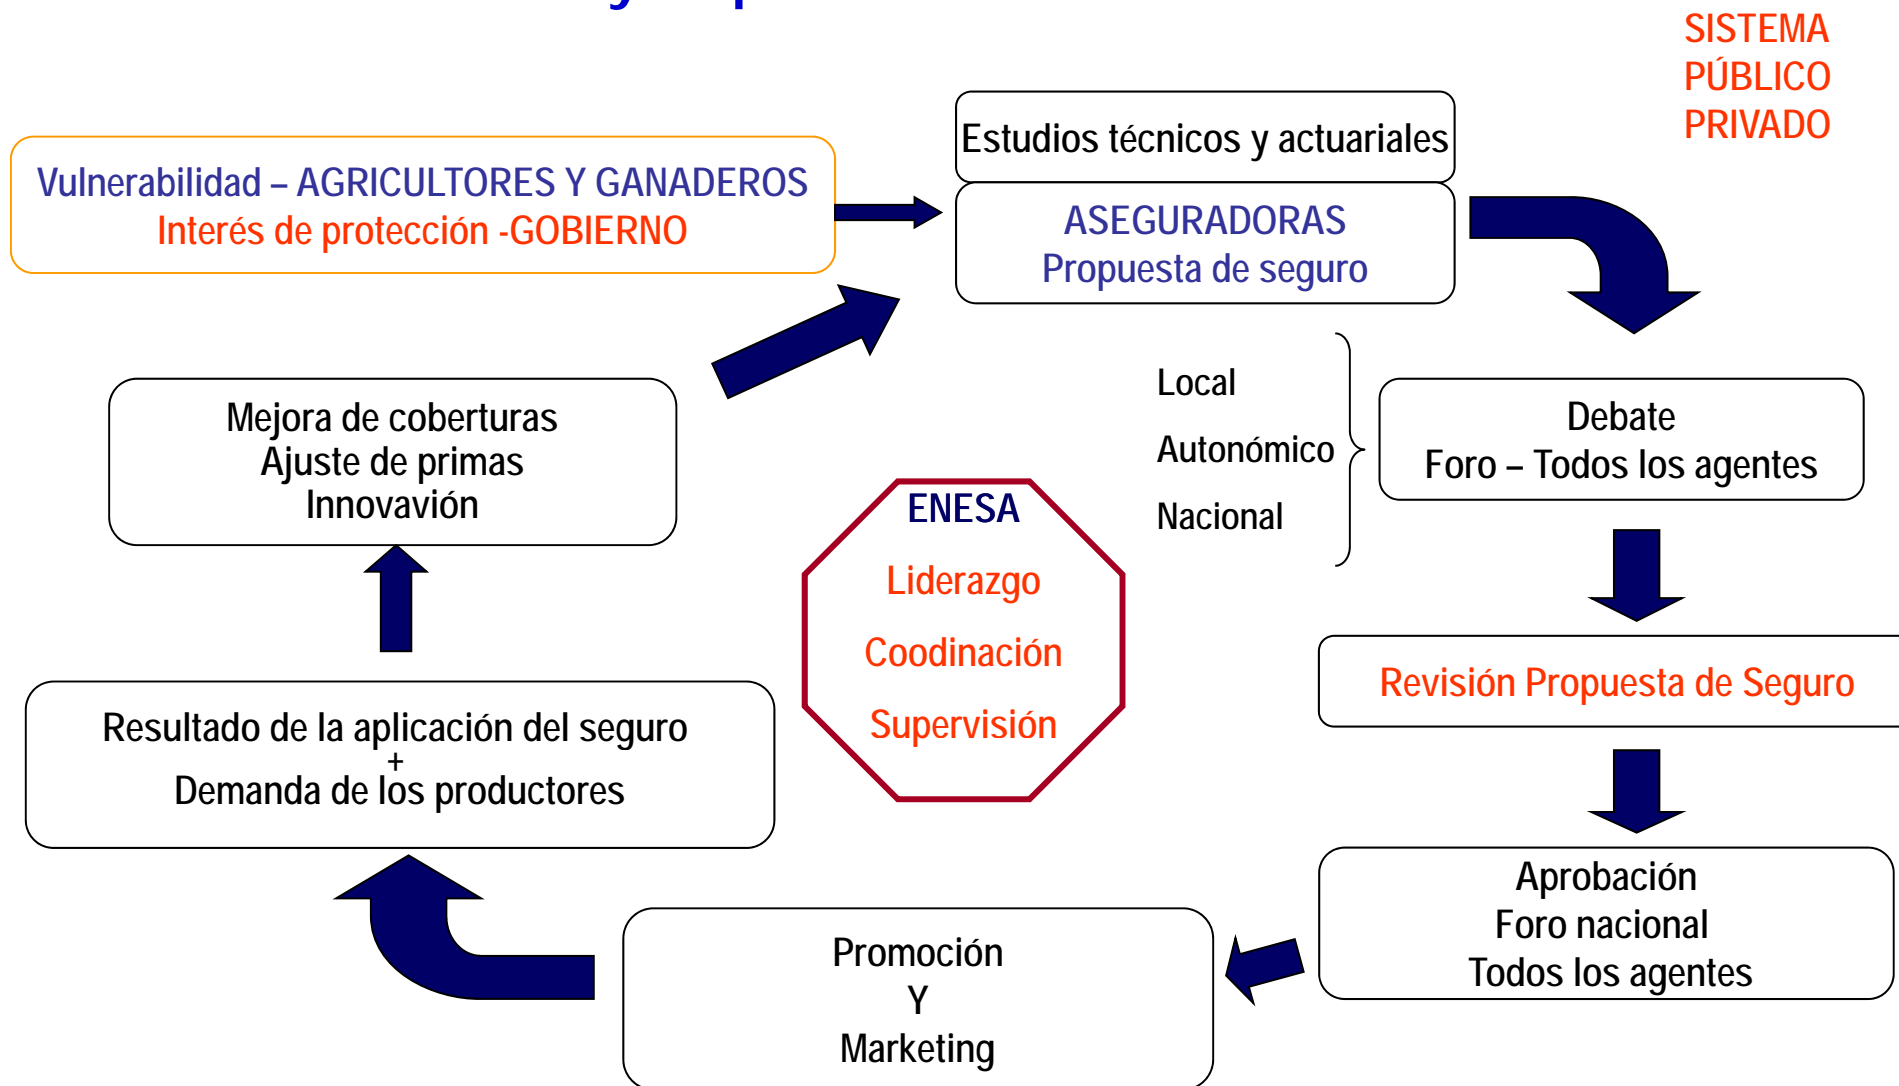 SISTEMA
PÚBLICO
PRIVADO
Vulnerabilidad – AGRICULTORES Y GANADEROS
Interés de protección -GOBIERNO
Estudios técnicos y actuariales
ASEGURADORAS
Propuesta de seguro
Local
Autonómico
Nacional
Debate
Foro – Todos los agentes
Mejora de coberturas
Ajuste de primas
Innovavión
ENESA
Liderazgo
Coodinación
Supervisión
Revisión Propuesta de Seguro
Resultado de la aplicación del seguro
+
Demanda de los productores
Aprobación
Foro nacional
Todos los agentes
Promoción
Y
Marketing